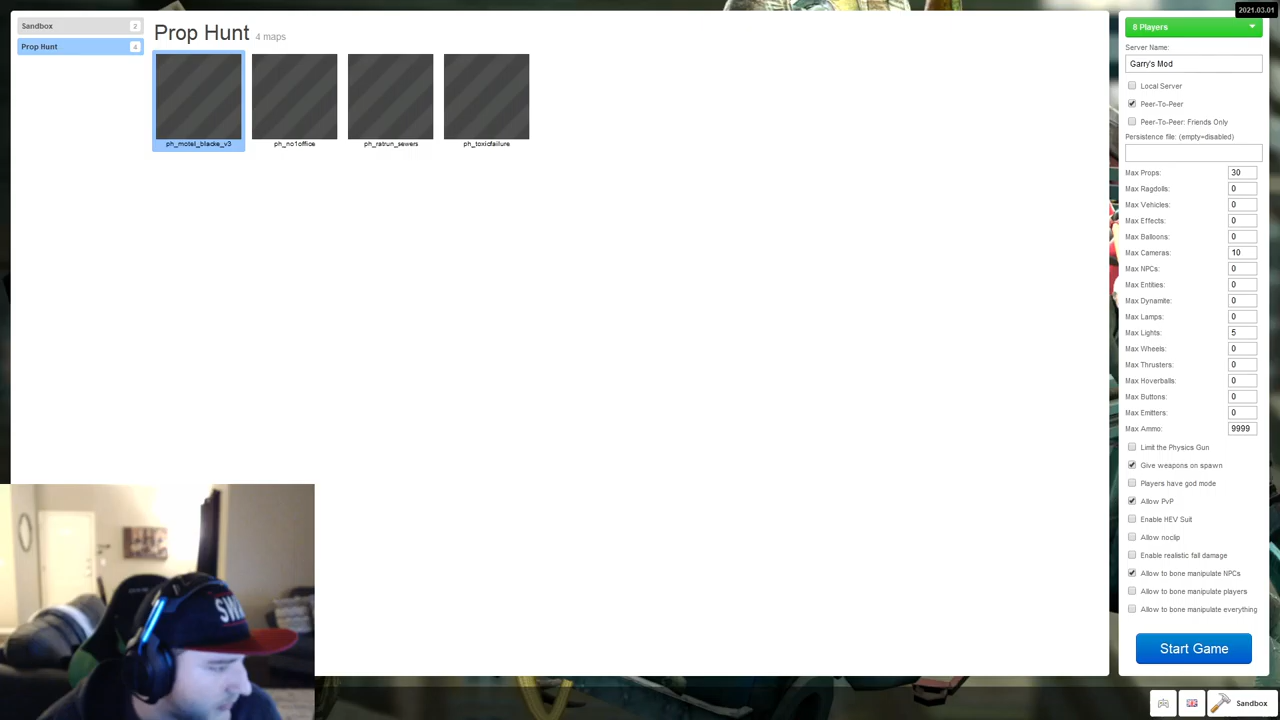 2021.03.01
Sandbox 2
Prop Hunt 4
Prop Hunt 4 maps
ph_motel_blacke_v3
ph_no1office
ph_ratrun_sewers
ph_toxicfailure
6 Players
Server Name:
Garry's Mod
Local Server
Peer-To-Peer
Peer-To-Peer: Friends Only
Persistence file: (empty=disabled)
Max Props: 30
Max Ragdolls: 0
Max Vehicles: 0
Max Effects: 0
Max Balloons: 0
Max Cameras: 10
Max NPCs: 0
Max Entities: 0
Max Dynamite: 0
Max Lamps: 0
Max Lights: 5
Max Wheels: 0
Max Thrusters: 0
Max Hoverballs: 0
Max Buttons: 0
Max Emitters: 0
Max Ammo: 9999
Limit the Physics Gun
Give weapons on spawn
Players have god mode
Allow PvP
Enable HEV Suit
Allow noclip
Enable realistic fall damage
Allow to bone manipulate NPCs
Allow to bone manipulate players
Allow to bone manipulate everything
Start Game
Sandbox